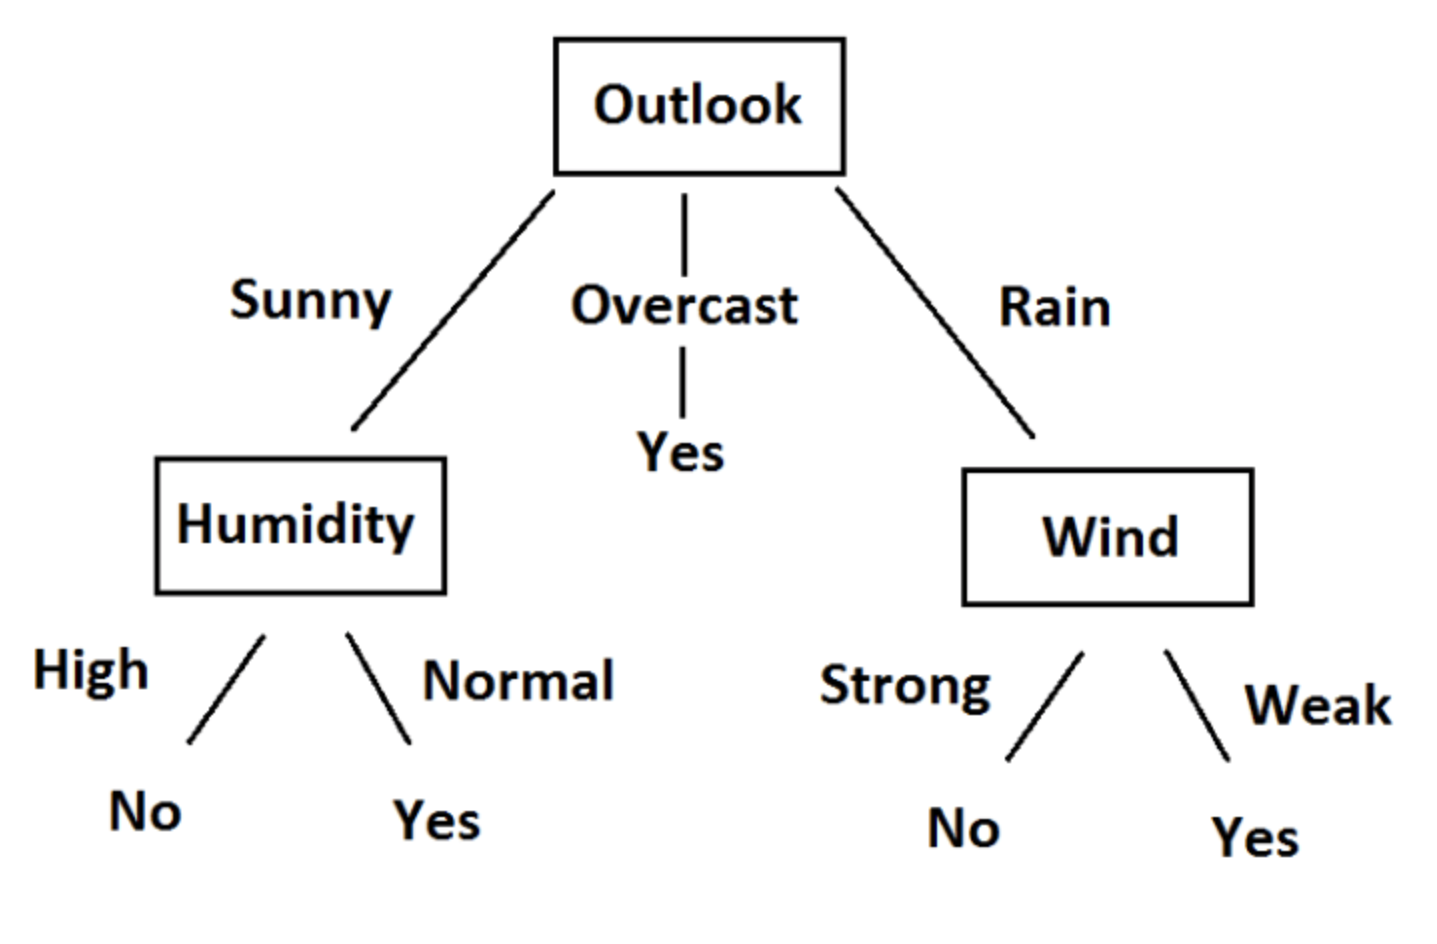 Outlook
Sunny
Overcast
Rain
Yes
Humidity
Wind
High
Normal
Strong
Weak
No
Yes
No
Yes